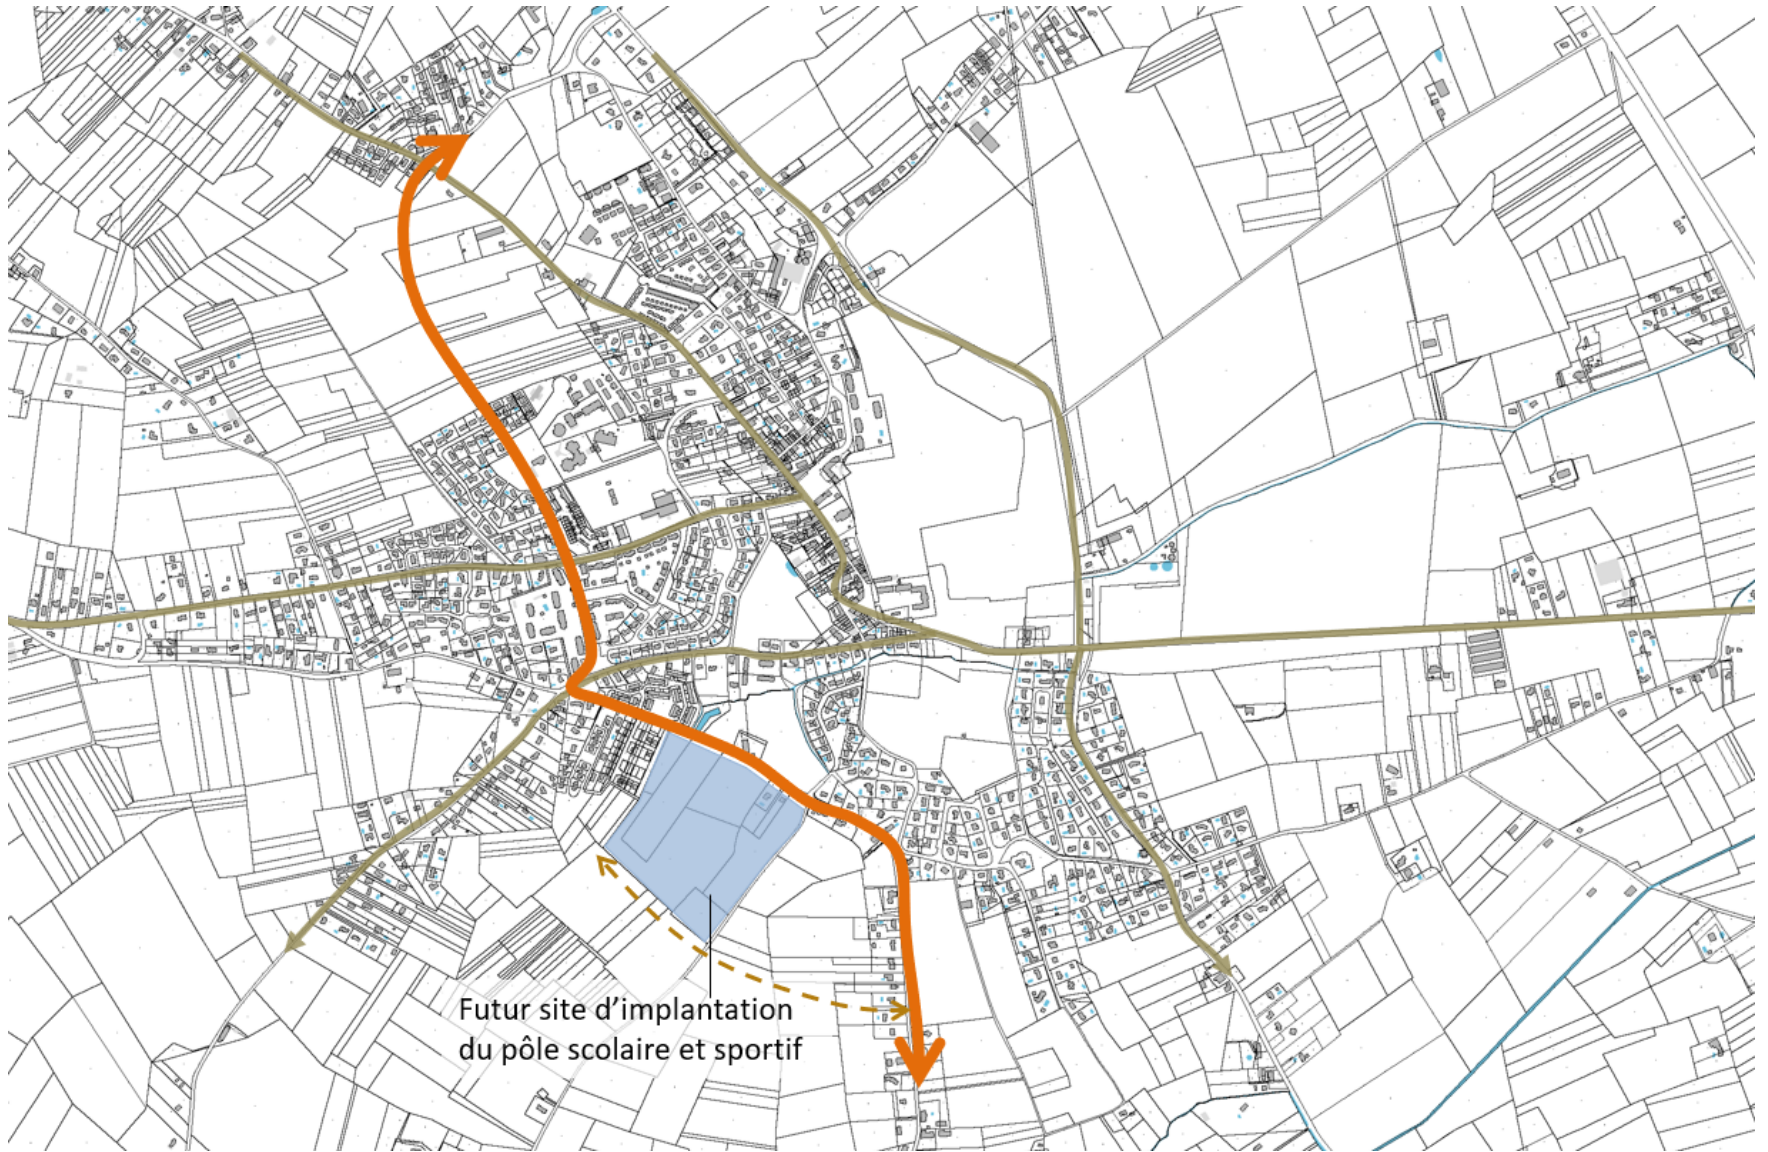 Futur site d’implantation
du pôle scolaire et sportif